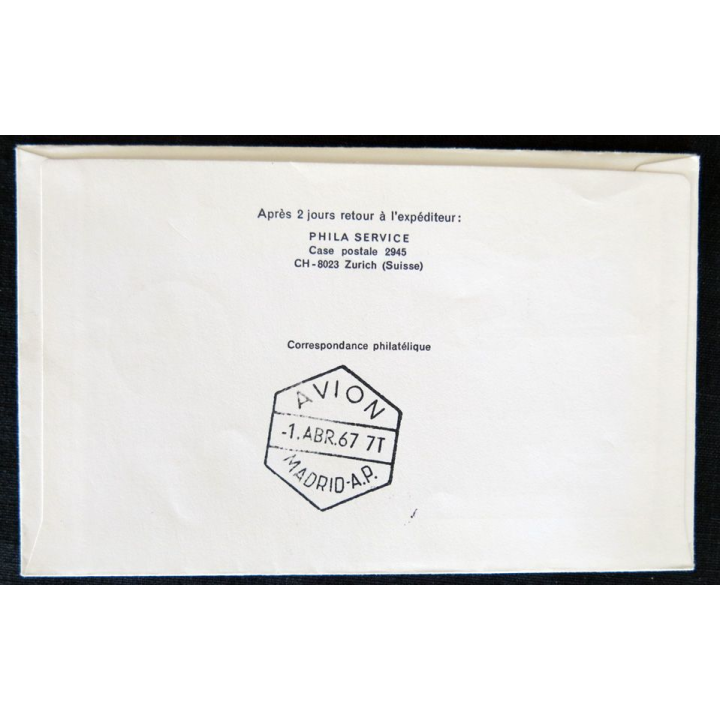 Après 2 jours retour à l'expéditeur:
PHILA SERVICE
Case postale 2945
CH-8023 Zurich (Suisse)
Correspondance philatélique
AVION
-1.ABR.67 7T
MADRID-A.P.